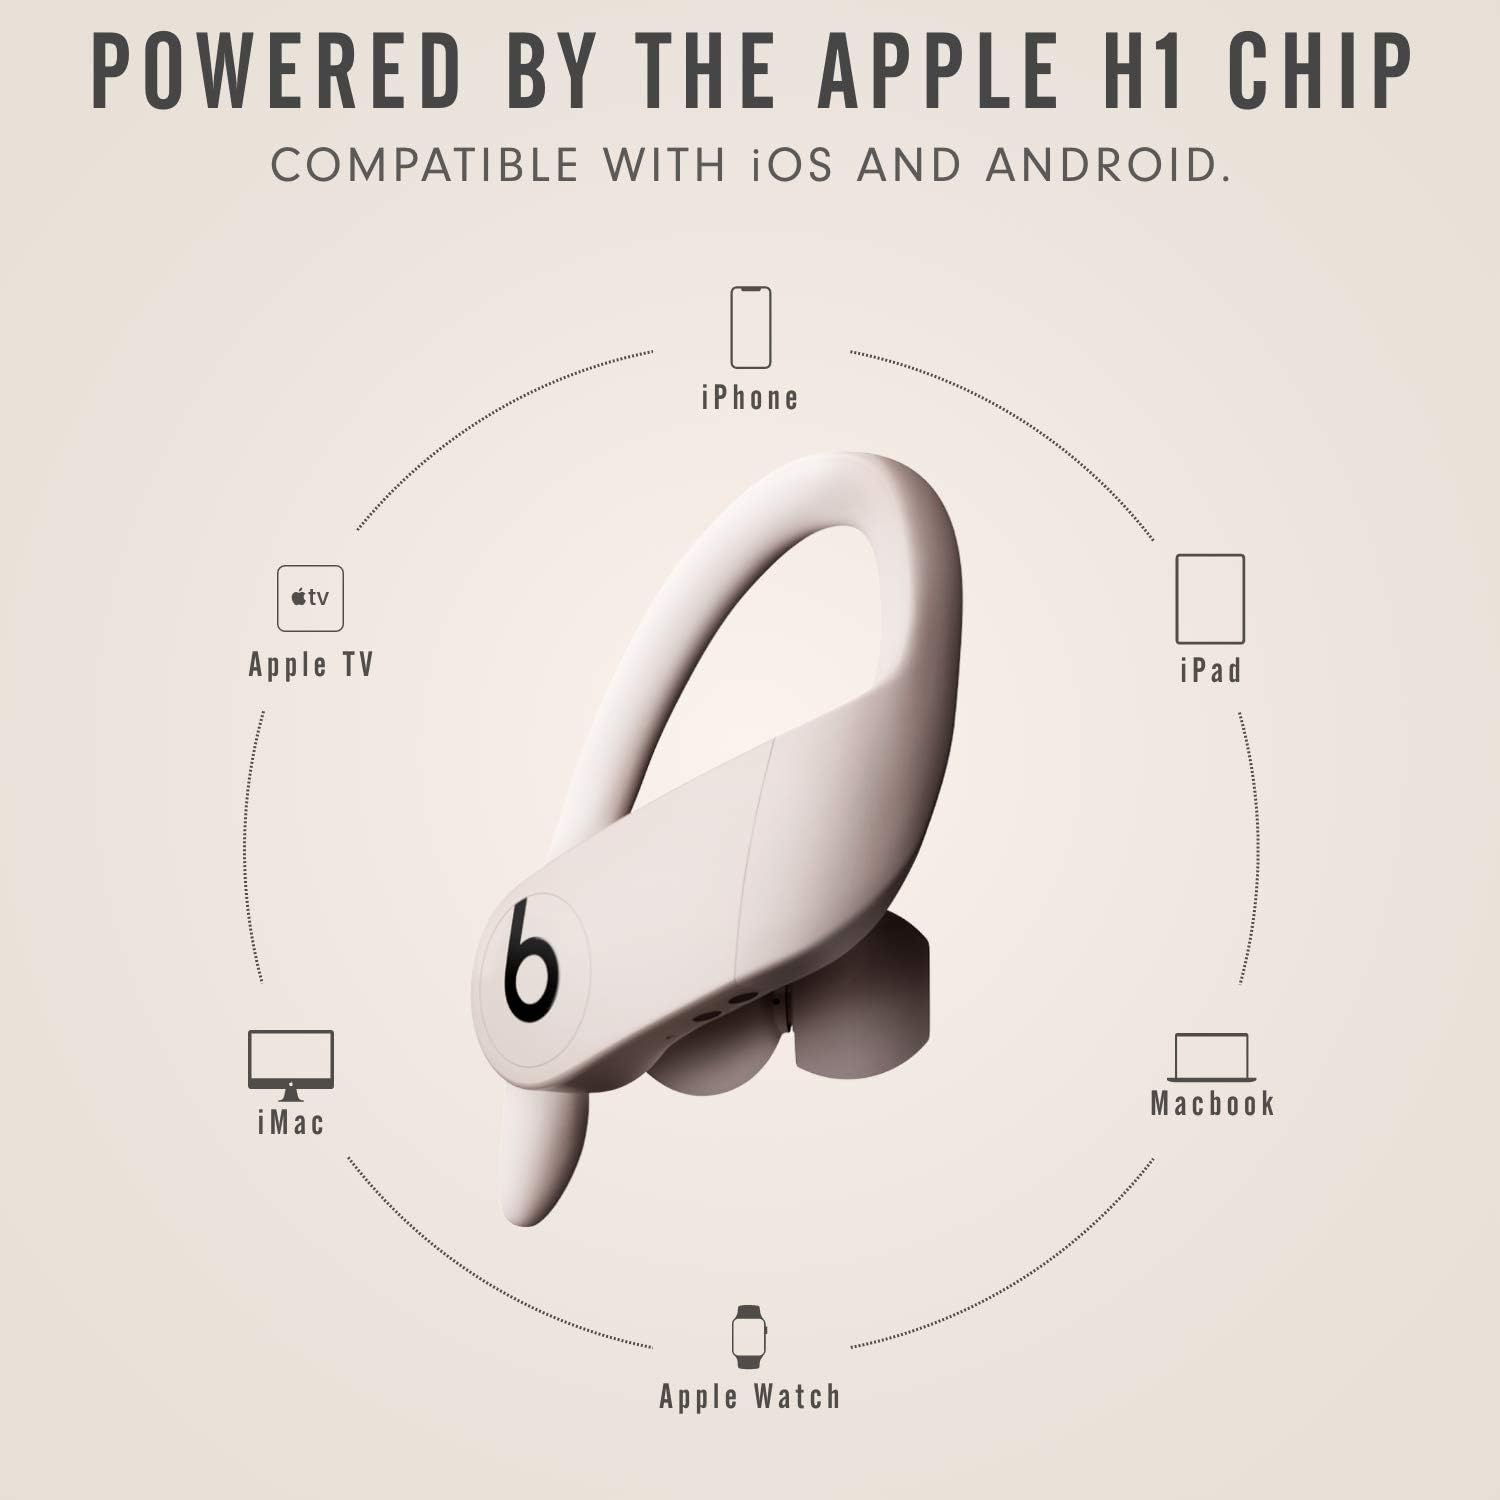 POWERED BY THE APPLE H1 CHIP
COMPATIBLE WITH iOS AND ANDROID.
iPhone
tv
Apple TV
iPad
b
iMac
Macbook
Apple Watch